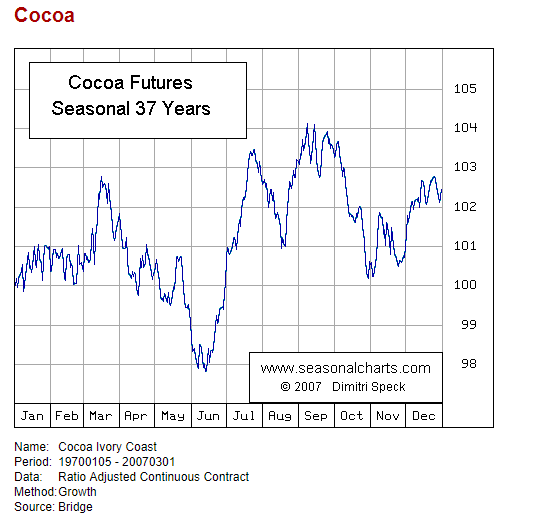 Cocoa
Cocoa Futures
Seasonal 37 Years
105
104
103
102
101
100
99
98
www.seasonalcharts.com
© 2007 Dimitri Speck
Jan Feb Mar Apr May Jun Jul Aug Sep Oct Nov Dec
Name: Cocoa Ivory Coast
Period: 19700105 - 20070301
Data: Ratio Adjusted Continuous Contract
Method: Growth
Source: Bridge